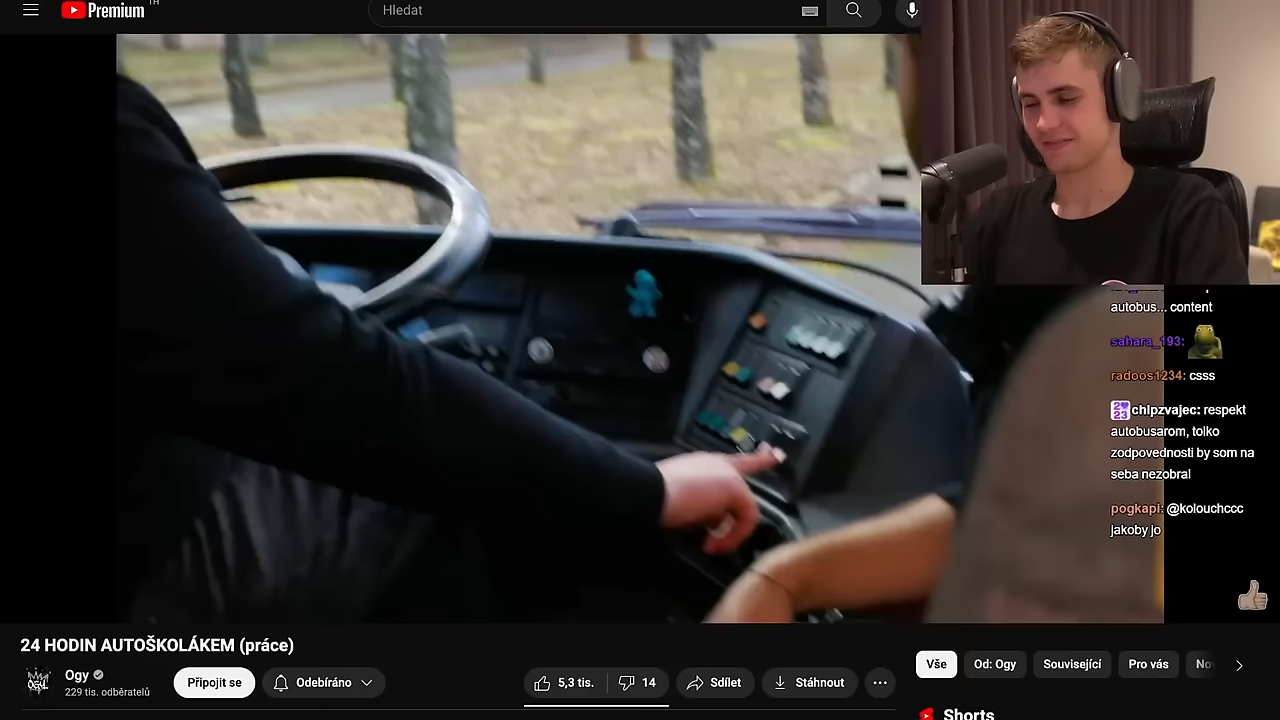 Premium TH
Hledat
autobus... content
sahara_193:
radoos1234: csss
chlpzvajec: respekt
autobusarom, tolko
zodpovednosti by som na
seba nezobral
pogkapi: @kolouchccc
jakoby jo
24 HODIN AUTOŠKOLÁKEM (práce)
Ogy
229 tis. odběratelů
Připojit se
Odebíráno
5,3 tis.
14
Sdílet
Stáhnout
Vše
Od: Ogy
Související
Pro vás
Shorts